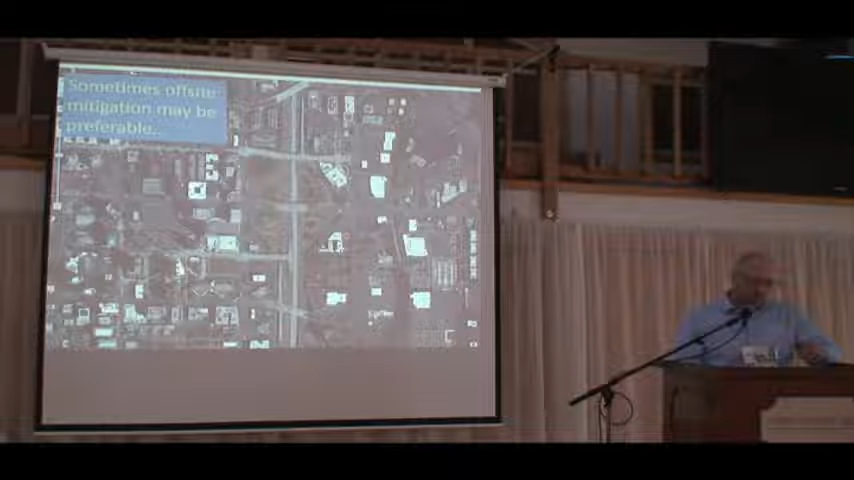 Sometimes offsite
mitigation may be
preferable...